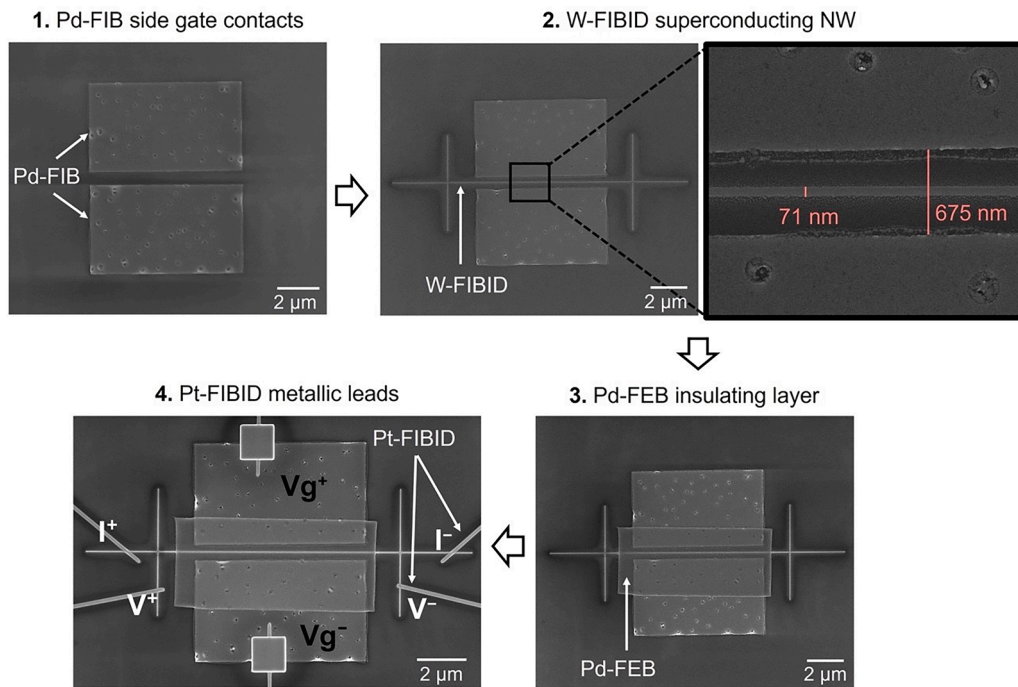 1. Pd-FIB side gate contacts
Pd-FIB
2 μm
2. W-FIBID superconducting NW
W-FIBID
2 μm
71 nm
675 nm
3. Pd-FEB insulating layer
Pd-FEB
2 μm
4. Pt-FIBID metallic leads
Pt-FIBID
Vg⁺
I⁺
I⁻
V⁺
V⁻
Vg⁻
2 μm